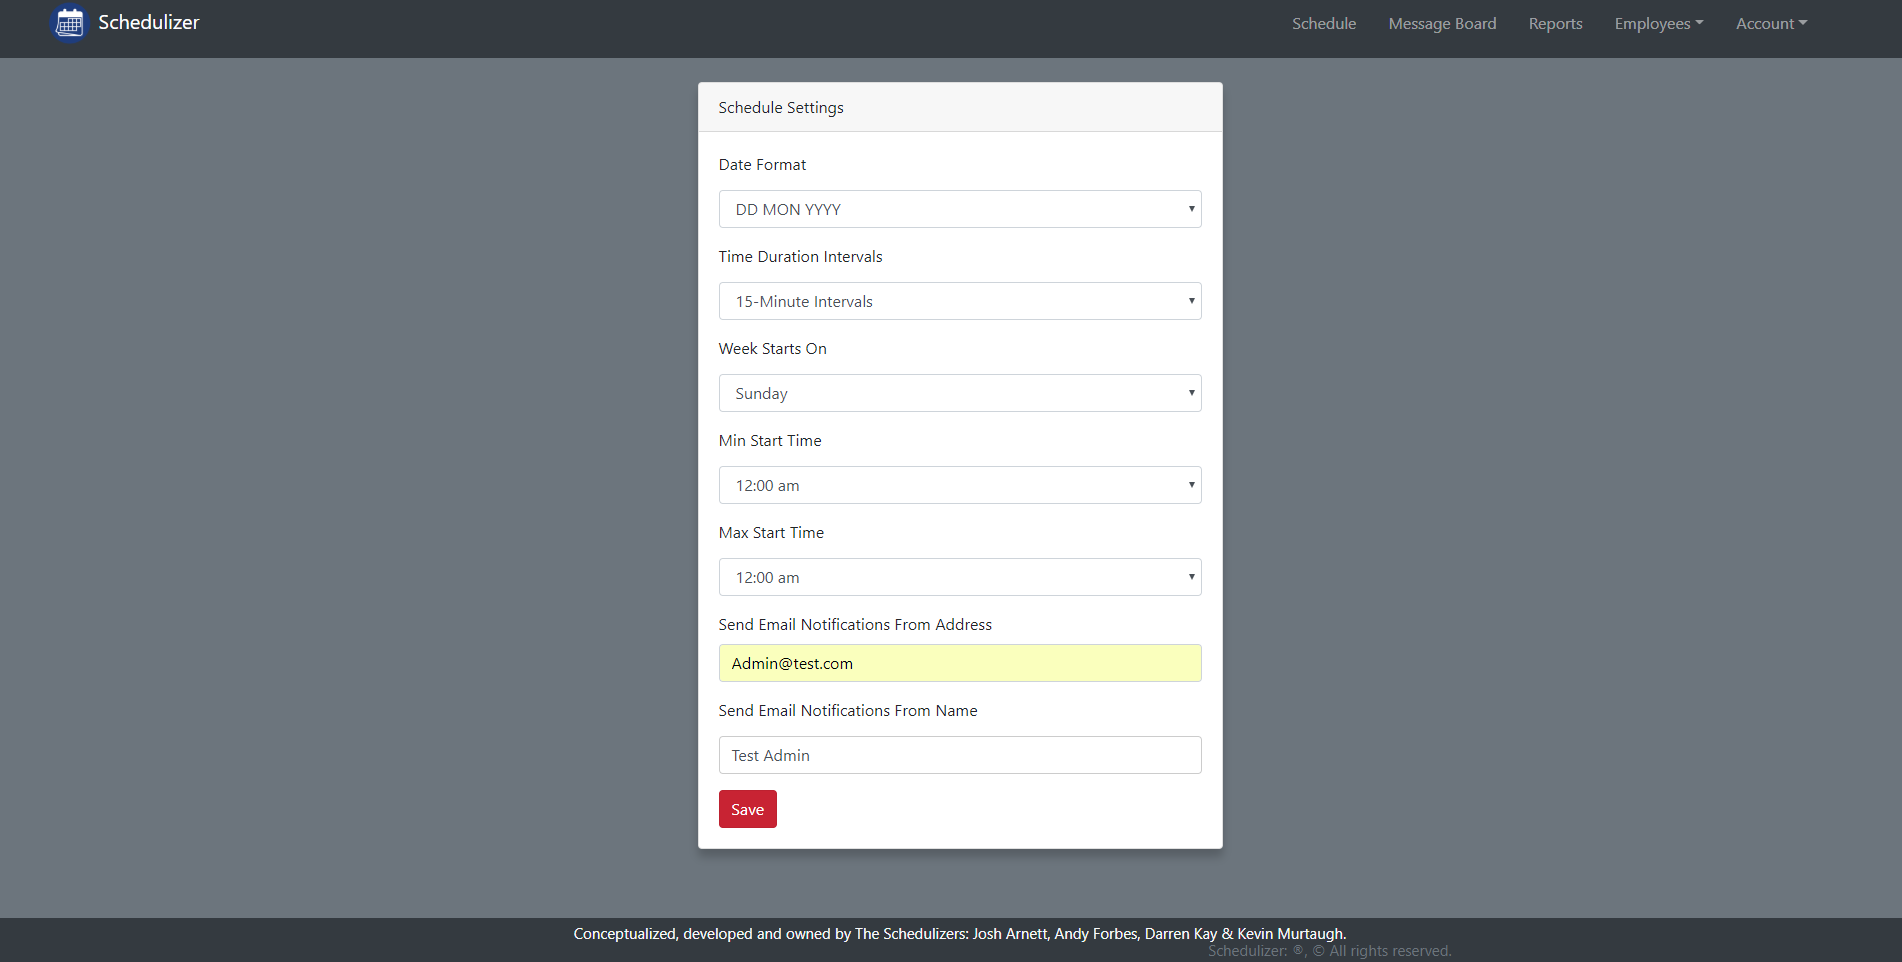 Schedulizer
Schedule Message Board Reports Employees Account
Schedule Settings
Date Format
DD MON YYYY
Time Duration Intervals
15-Minute Intervals
Week Starts On
Sunday
Min Start Time
12:00 am
Max Start Time
12:00 am
Send Email Notifications From Address
Admin@test.com
Send Email Notifications From Name
Test Admin
Save
Conceptualized, developed and owned by The Schedulizers: Josh Arnett, Andy Forbes, Darren Kay & Kevin Murtaugh.
Schedulizer: ®, © All rights reserved.